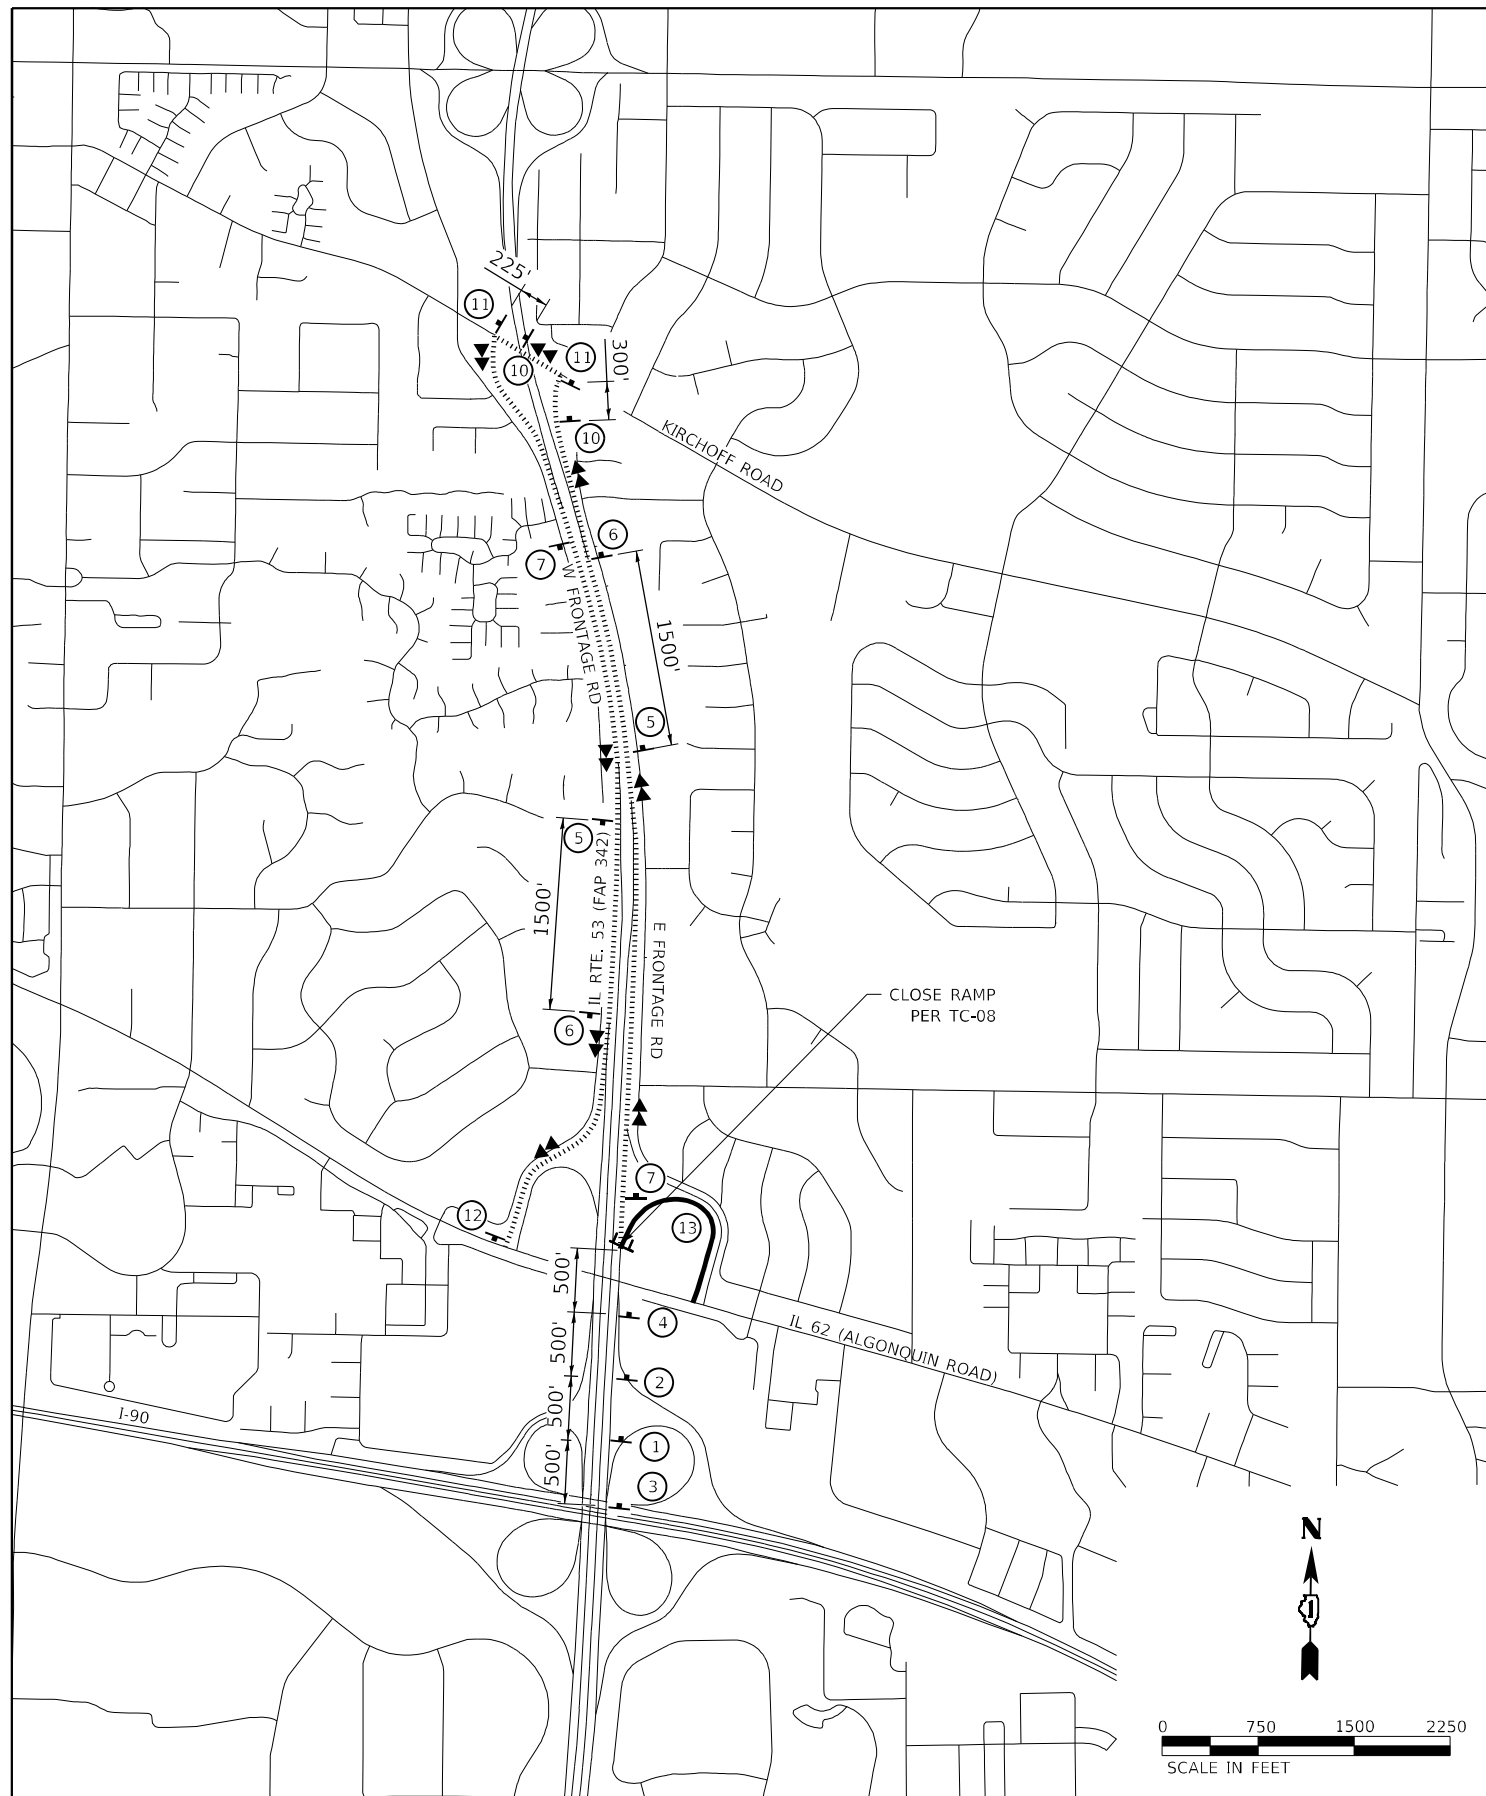 225'
11
11
300'
10
10
KIRCHOFF ROAD
6
7
W FRONTAGE RD
1500'
5
5
IL RTE. 53 (FAP 342)
1500'
E FRONTAGE RD
CLOSE RAMP
PER TC-08
6
7
12
13
500'
4
IL 62 (ALGONQUIN ROAD)
500'
2
500'
I-90
1
500'
3
N
1
0 750 1500 2250
SCALE IN FEET